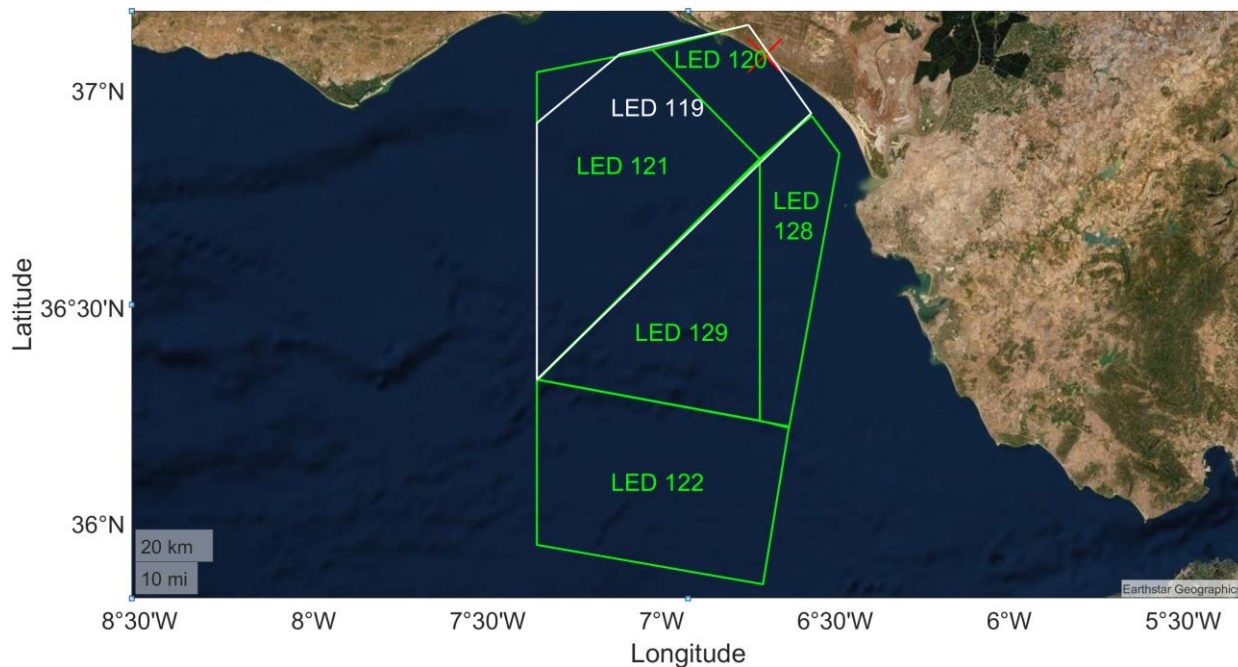 LED 120
37°N
LED 119
LED 121
LED
128
Latitude
36°30'N
LED 129
LED 122
36°N
20 km
10 mi
Earthstar Geographics
8°30'W 8°W 7°30'W 7°W 6°30'W 6°W 5°30'W
Longitude